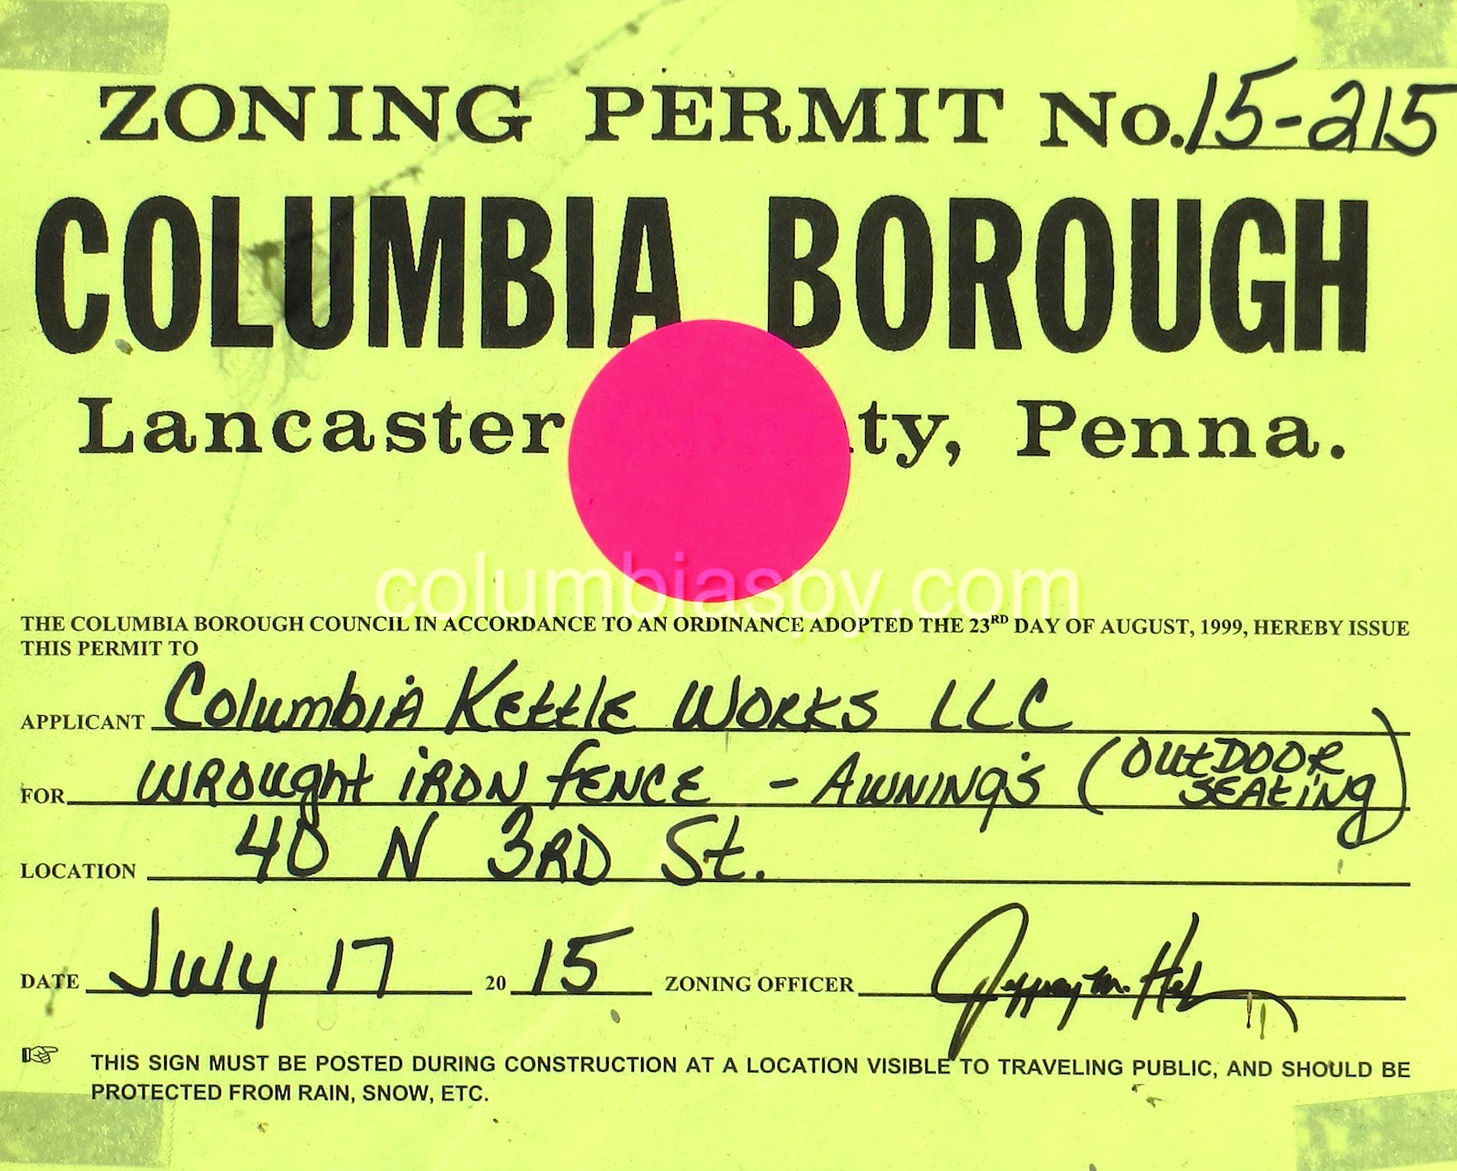 ZONING PERMIT No. 15-215
COLUMBIA BOROUGH
Lancaster ty, Penna.
columbiaspy.com
THE COLUMBIA BOROUGH COUNCIL IN ACCORDANCE TO AN ORDINANCE ADOPTED THE 23RD DAY OF AUGUST, 1999, HEREBY ISSUE
THIS PERMIT TO
APPLICANT Columbia Kettle Works LLC
FOR WROught iRON fENCE - AwNiNg's (OUtDOOR
SEAtiNg)
LOCATION 40 N 3RD St.
DATE July 17 20 15 ZONING OFFICER Jeffrey M.
THIS SIGN MUST BE POSTED DURING CONSTRUCTION AT A LOCATION VISIBLE TO TRAVELING PUBLIC, AND SHOULD BE
PROTECTED FROM RAIN, SNOW, ETC.